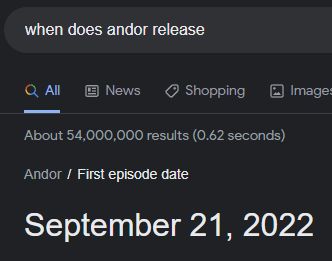 when does andor release
All News Shopping Images
About 54,000,000 results (0.62 seconds)
Andor / First episode date
September 21, 2022